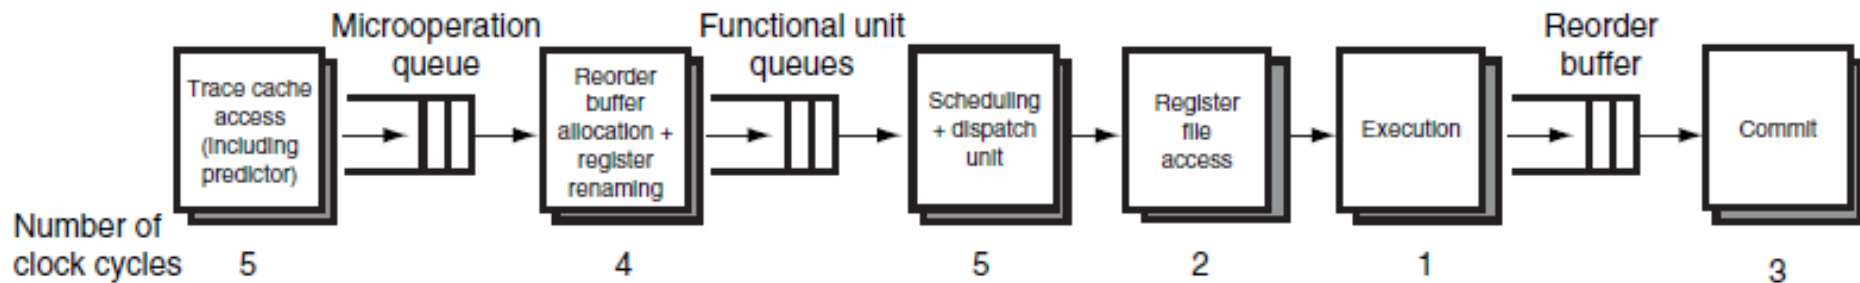 Microoperation
queue
Functional unit
queues
Reorder
buffer
Trace cache
access
(including
predictor)
Reorder
buffer
allocation +
register
renaming
Scheduling
+ dispatch
unit
Register
file
access
Execution
Commit
Number of
clock cycles 5 4 5 2 1 3